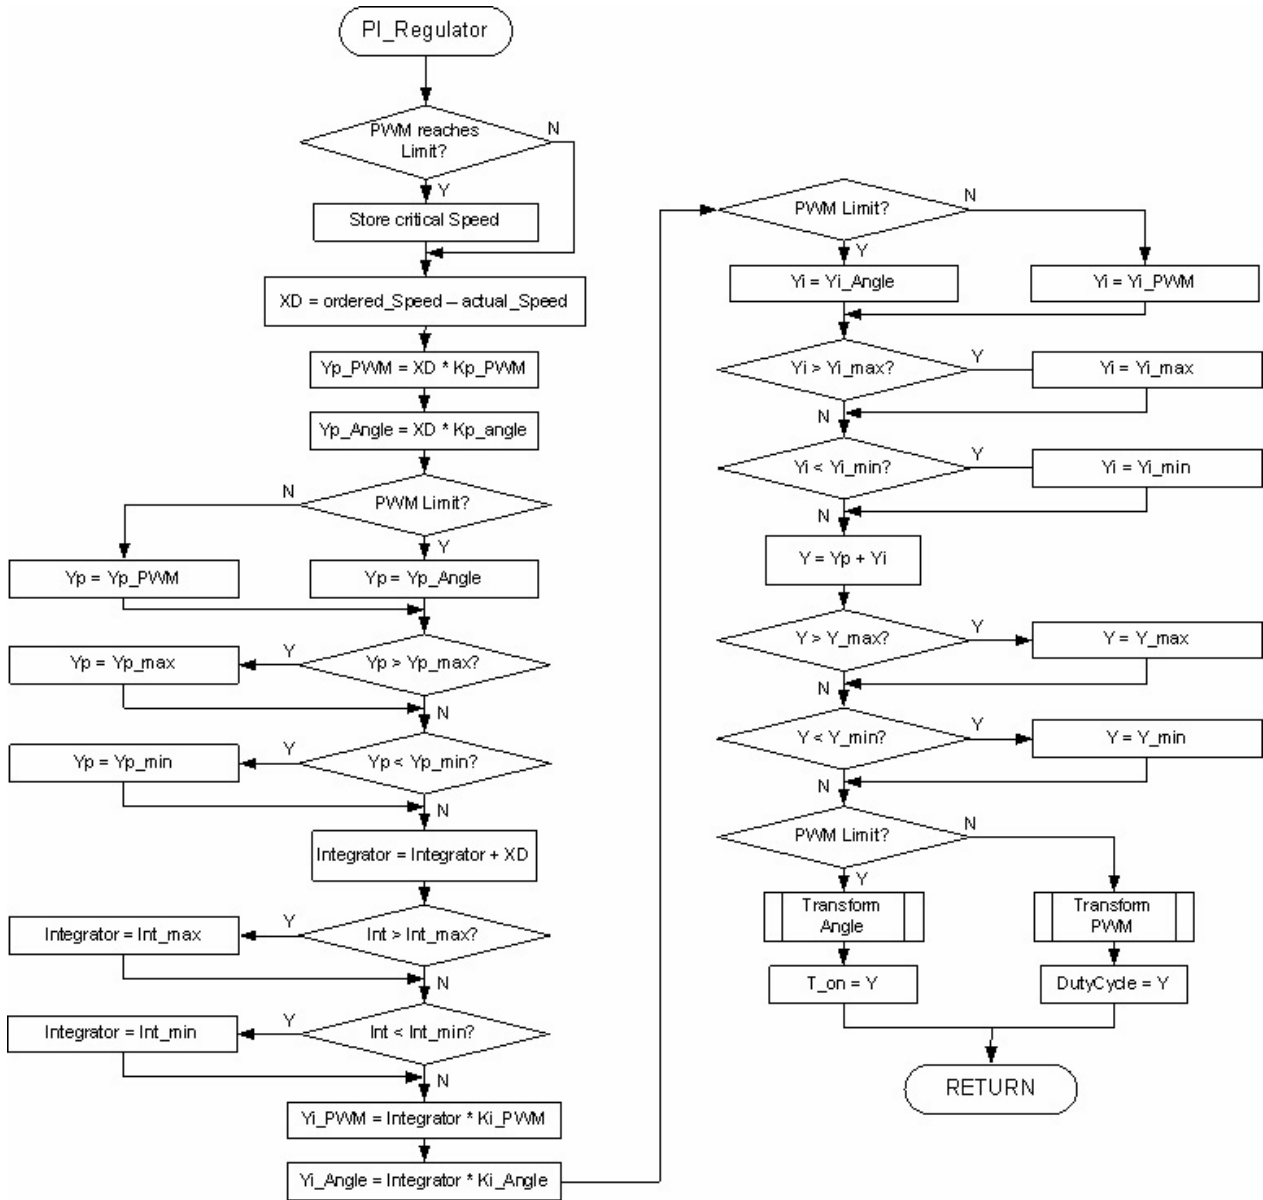 PI_Regulator
PWM reaches
Limit?
N
Y
Store critical Speed
XD = ordered_Speed – actual_Speed
Yp_PWM = XD * Kp_PWM
Yp_Angle = XD * Kp_angle
N
PWM Limit?
Y
Yp = Yp_PWM
Yp = Yp_Angle
Yp = Yp_max
Y
Yp > Yp_max?
N
Yp = Yp_min
Y
Yp < Yp_min?
N
Integrator = Integrator + XD
Integrator = Int_max
Y
Int > Int_max?
N
Integrator = Int_min
Y
Int < Int_min?
N
Yi_PWM = Integrator * Ki_PWM
Yi_Angle = Integrator * Ki_Angle
PWM Limit?
N
Y
Yi = Yi_Angle
Yi = Yi_PWM
Yi > Yi_max?
Y
Yi = Yi_max
N
Yi < Yi_min?
Y
Yi = Yi_min
N
Y = Yp + Yi
Y > Y_max?
Y
Y = Y_max
N
Y < Y_min?
Y
Y = Y_min
N
PWM Limit?
N
Y
Transform
Angle
Transform
PWM
T_on = Y
DutyCycle = Y
RETURN